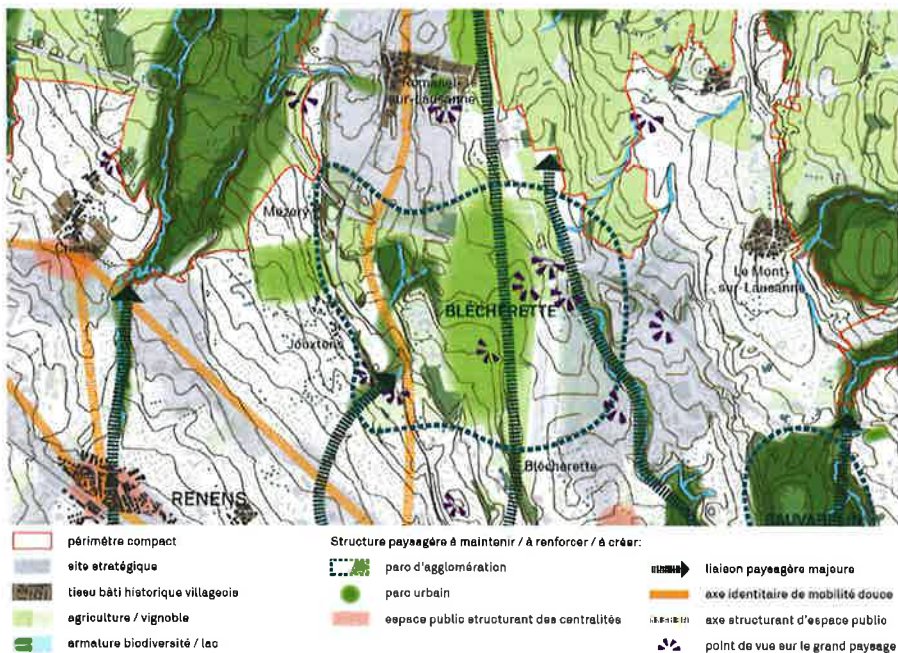 Romanel-
sur-Lausanne
Mézery
Le Mont-
sur-Lausanne
BLÉCHERETTE
Jouxtens
Blécherette
RENENS
périmètre compact
site stratégique
tissu bâti historique villageois
agriculture / vignoble
armature biodiversité / lac
Structure paysagère à maintenir / à renforcer / à créer:
parc d'agglomération
parc urbain
espace public structurant des centralités
liaison paysagère majeure
axe identitaire de mobilité douce
axe structurant d'espace public
point de vue sur le grand paysage